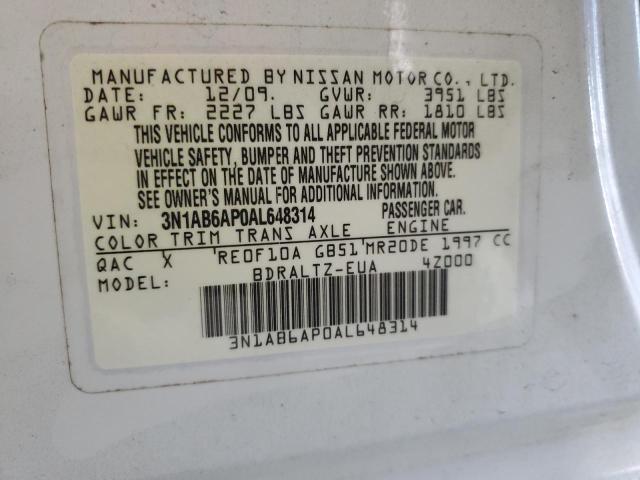 MANUFACTURED BY NISSAN MOTOR CO., LTD.
DATE: 12/09. GVWR: 3951 LBS
GAWR FR: 2227 LBS GAWR RR: 1810 LBS
THIS VEHICLE CONFORMS TO ALL APPLICABLE FEDERAL MOTOR
VEHICLE SAFETY, BUMPER AND THEFT PREVENTION STANDARDS
IN EFFECT ON THE DATE OF MANUFACTURE SHOWN ABOVE.
SEE OWNER'S MANUAL FOR ADDITIONAL INFORMATION.
VIN: 3N1AB6AP0AL648314 PASSENGER CAR.
COLOR TRIM TRANS AXLE ENGINE
QAC X RE0F10A GB51 MR20DE 1997 CC
MODEL: BDRALTZ-EUA 4Z000
3N1AB6AP0AL648314